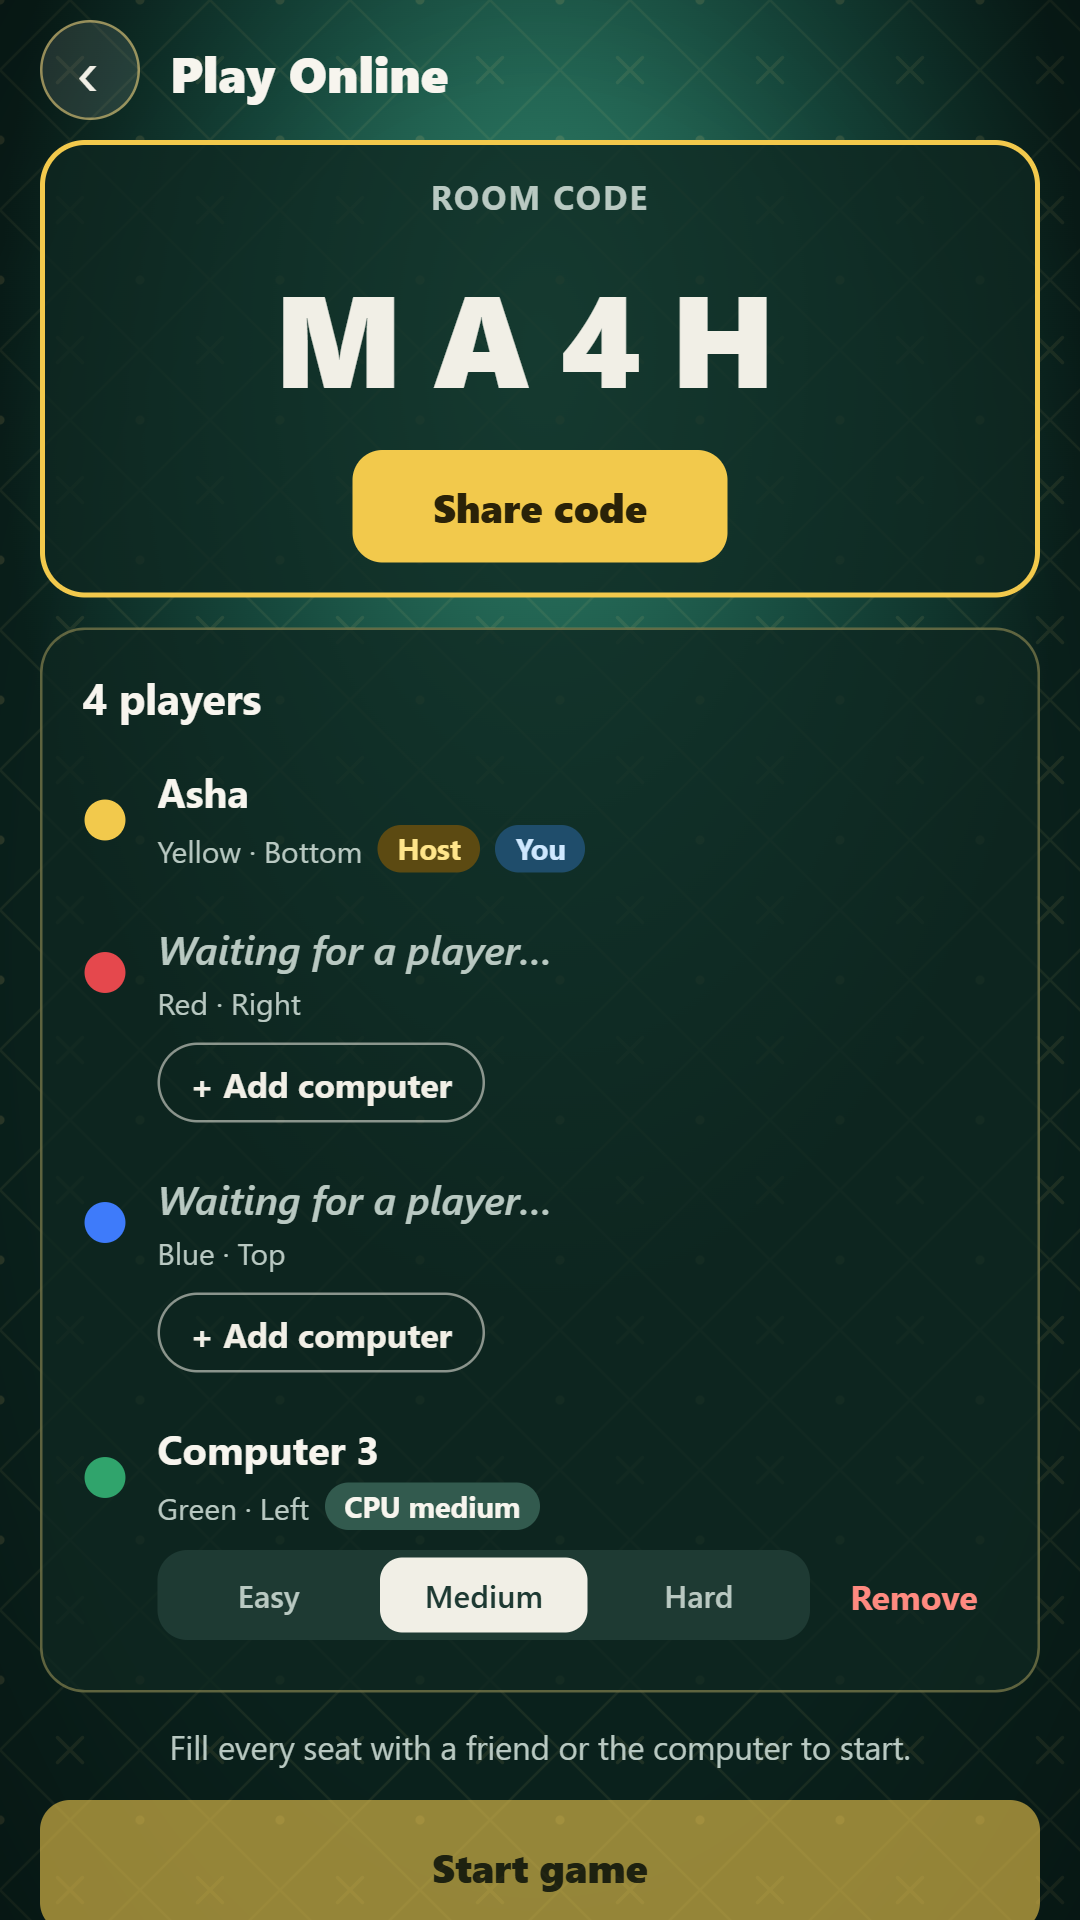 ‹ Play Online
ROOM CODE
MA4H
Share code
4 players
Asha
Yellow · Bottom Host You
Waiting for a player...
Red · Right
+ Add computer
Waiting for a player...
Blue · Top
+ Add computer
Computer 3
Green · Left CPU medium
Easy Medium Hard Remove
Fill every seat with a friend or the computer to start.
Start game